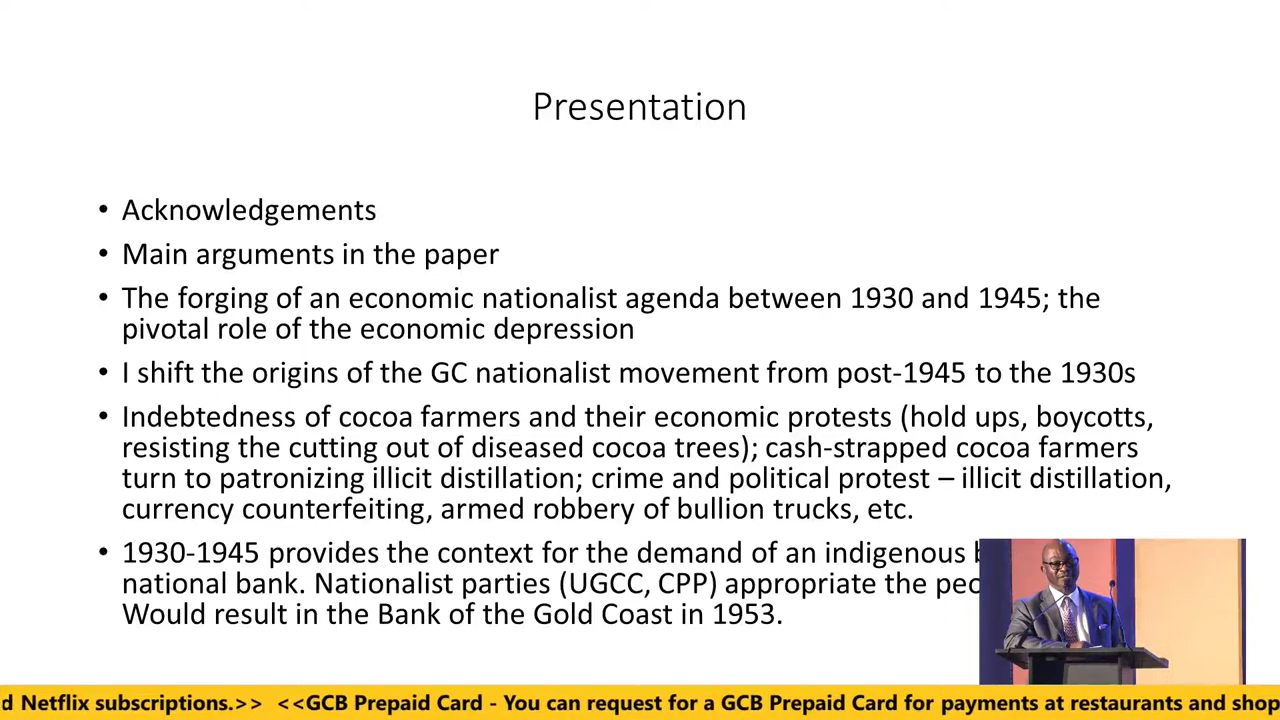 Presentation
• Acknowledgements
• Main arguments in the paper
• The forging of an economic nationalist agenda between 1930 and 1945; the
pivotal role of the economic depression
• I shift the origins of the GC nationalist movement from post-1945 to the 1930s
• Indebtedness of cocoa farmers and their economic protests (hold ups, boycotts,
resisting the cutting out of diseased cocoa trees); cash-strapped cocoa farmers
turn to patronizing illicit distillation; crime and political protest – illicit distillation,
currency counterfeiting, armed robbery of bullion trucks, etc.
• 1930-1945 provides the context for the demand of an indigenous
national bank. Nationalist parties (UGCC, CPP) appropriate the
Would result in the Bank of the Gold Coast in 1953.
d Netflix subscriptions.>> <<GCB Prepaid Card - You can request for a GCB Prepaid Card for payments at restaurants and shop